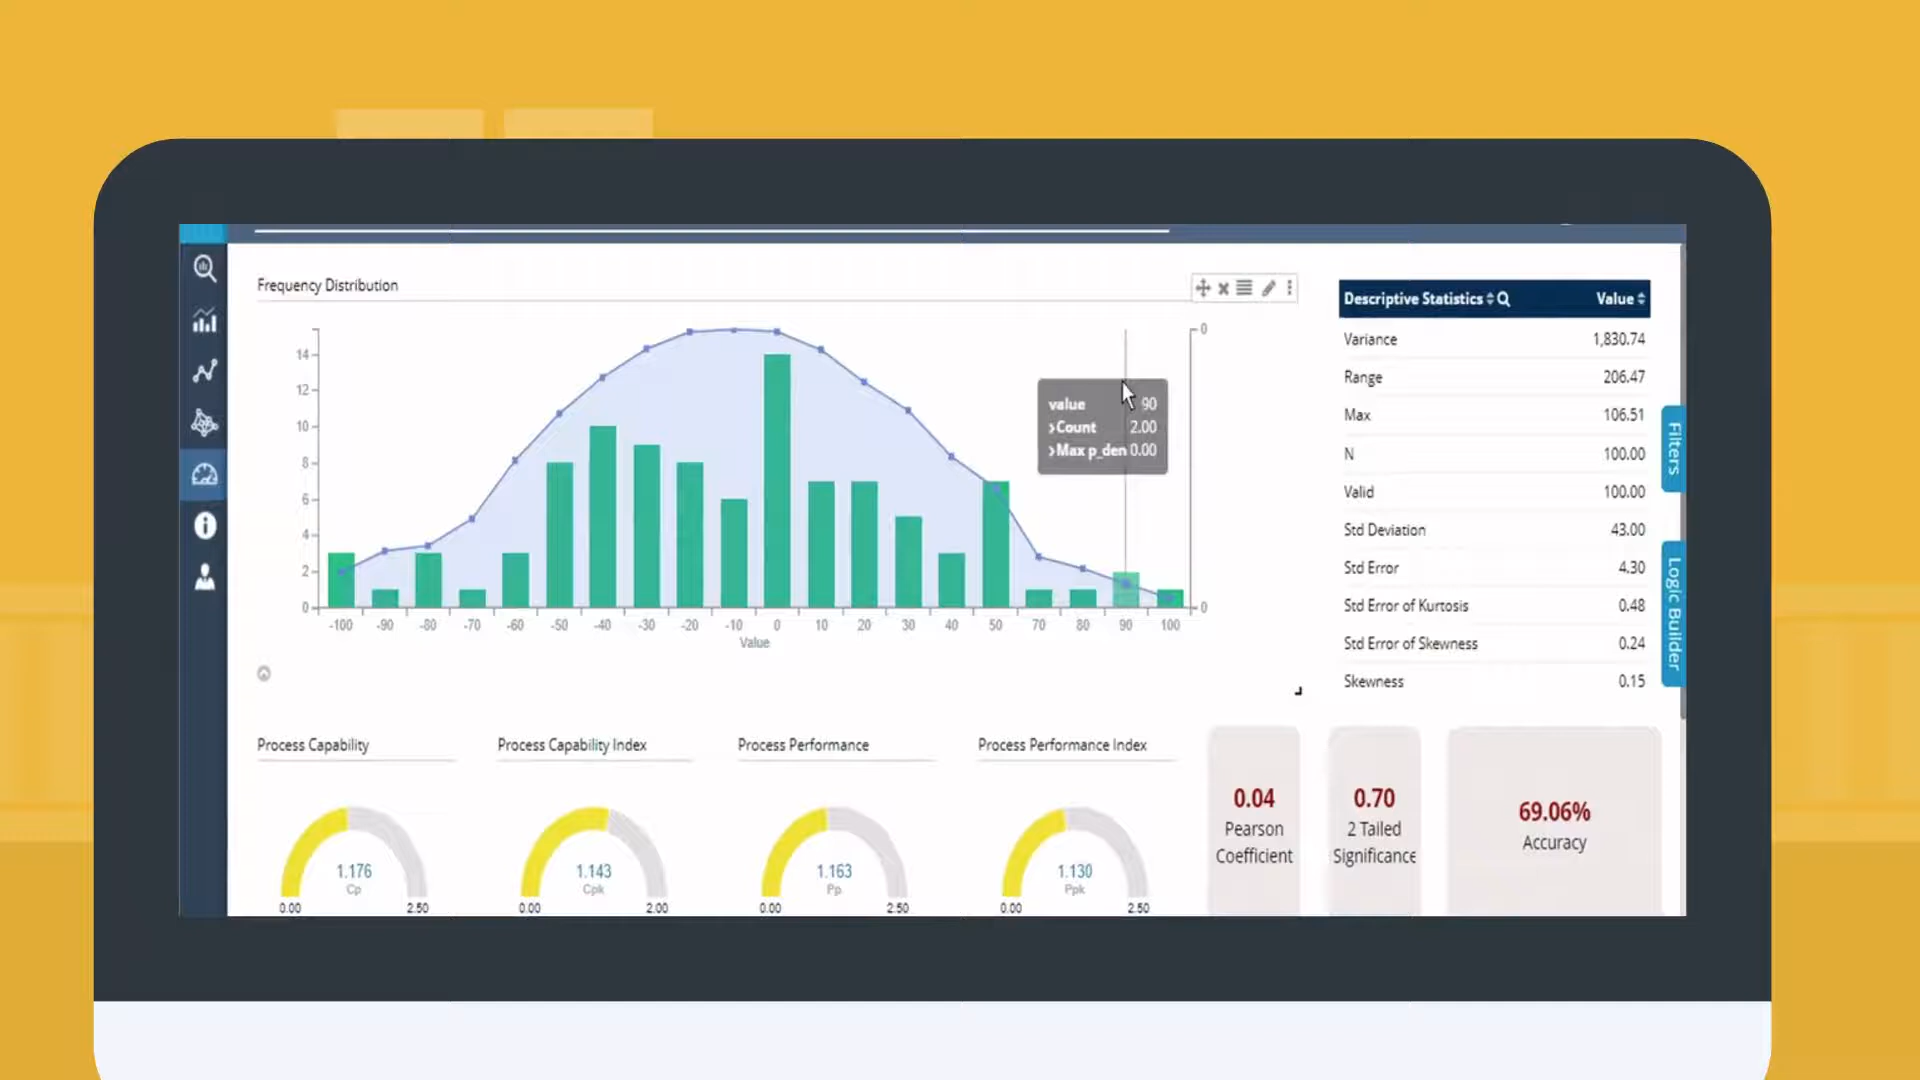 Frequency Distribution
14
12
10
8
6
4
2
0
0
0
-100 -90 -80 -70 -60 -50 -40 -30 -20 -10 0 10 20 30 40 50 70 80 90 100
Value
value 90
›Count 2.00
›Max p_den 0.00
Descriptive Statistics Value
Variance 1,830.74
Range 206.47
Max 106.51
N 100.00
Valid 100.00
Std Deviation 43.00
Std Error 4.30
Std Error of Kurtosis 0.48
Std Error of Skewness 0.24
Skewness 0.15
Filters
Logic Builder
Process Capability
1.176
Cp
0.00 2.50
Process Capability Index
1.143
Cpk
0.00 2.00
Process Performance
1.163
Pp
0.00 2.50
Process Performance Index
1.130
Ppk
0.00 2.50
0.04
Pearson
Coefficient
0.70
2 Tailed
Significance
69.06%
Accuracy